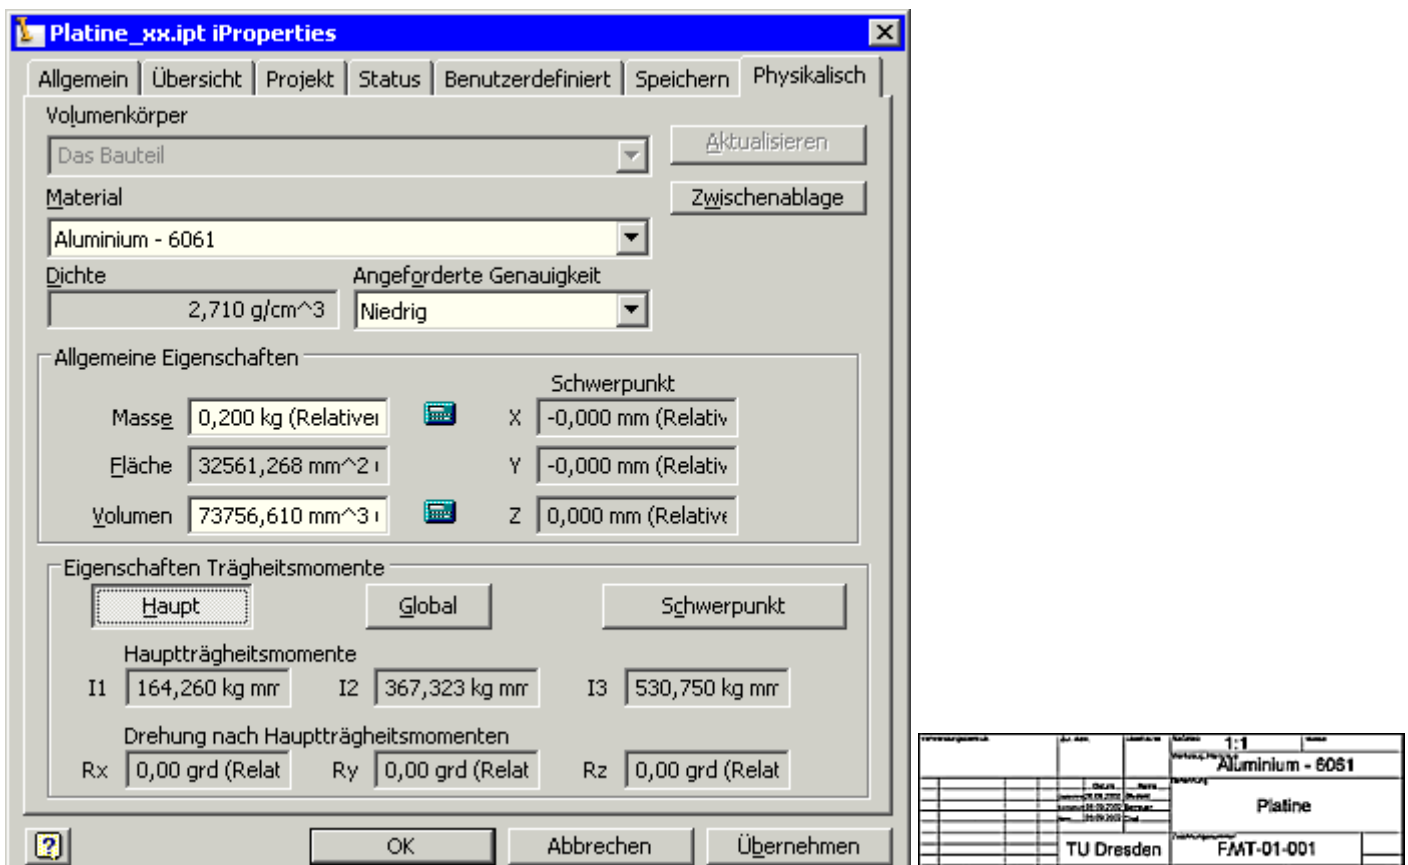 Platine_xx.ipt iProperties
Allgemein Übersicht Projekt Status Benutzerdefiniert Speichern Physikalisch
Volumenkörper
Das Bauteil
Aktualisieren
Material
Zwischenablage
Aluminium - 6061
Dichte Angeforderte Genauigkeit
2,710 g/cm^3 Niedrig
Allgemeine Eigenschaften
Schwerpunkt
Masse 0,200 kg (Relativer X -0,000 mm (Relativ
Fläche 32561,268 mm^2 Y -0,000 mm (Relativ
Volumen 73756,610 mm^3 Z 0,000 mm (Relative
Eigenschaften Trägheitsmomente
Haupt Global Schwerpunkt
Hauptträgheitsmomente
I1 164,260 kg mm I2 367,323 kg mm I3 530,750 kg mm
Drehung nach Hauptträgheitsmomenten
Rx 0,00 grd (Relat Ry 0,00 grd (Relat Rz 0,00 grd (Relat
OK Abbrechen Übernehmen
1:1
Aluminium - 6061
Datum Name
Platine
TU Dresden FMT-01-001